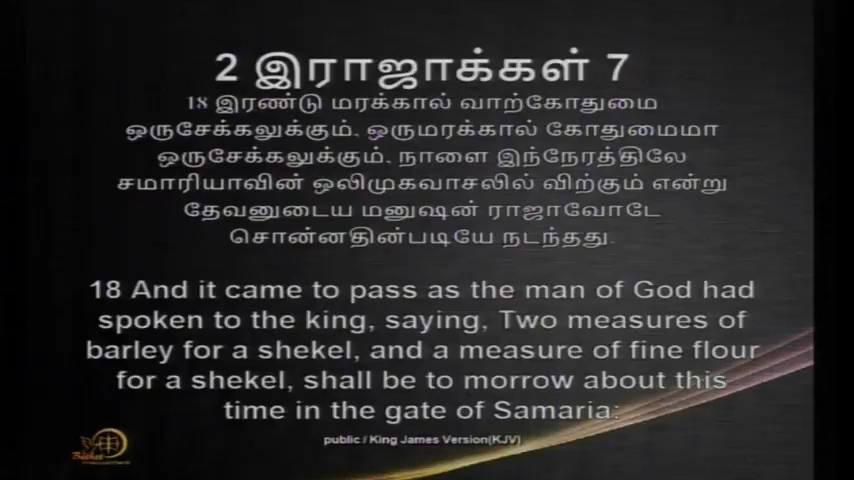 2 இராஜாக்கள் 7
18 இரண்டு மரக்கால் வாற்கோதுமை
ஒருசேக்கலுக்கும், ஒருமரக்கால் கோதுமைமா
ஒருசேக்கலுக்கும், நாளை இந்நேரத்திலே
சமாரியாவின் ஒலிமுகவாசலில் விற்கும் என்று
தேவனுடைய மனுஷன் ராஜாவோடே
சொன்னதின்படியே நடந்தது.
18 And it came to pass as the man of God had
spoken to the king, saying, Two measures of
barley for a shekel, and a measure of fine flour
for a shekel, shall be to morrow about this
time in the gate of Samaria:
public / King James Version(KJV)